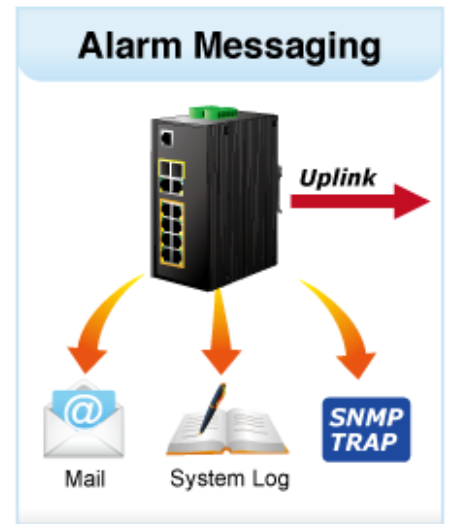 Alarm Messaging
Uplink
@
SNMP
TRAP
Mail
System Log